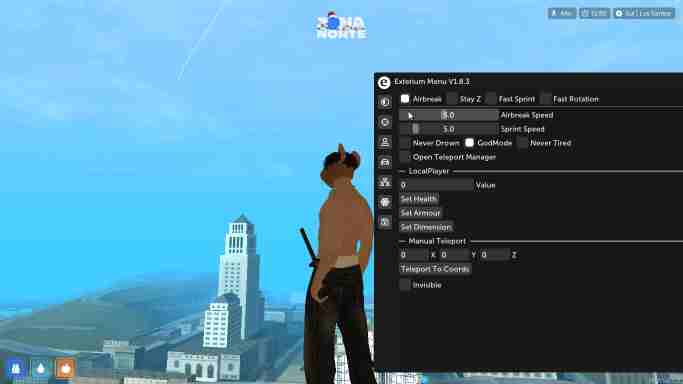 ZONA
NORTE
12:50
Sul | Los Santos
Exterium Menu V1.8.3
Airbreak Stay Z Fast Sprint Fast Rotation
5.0 Airbreak Speed
5.0 Sprint Speed
Never Drown GodMode Never Tired
Open Teleport Manager
LocalPlayer
0 Value
Set Health
Set Armour
Set Dimension
Manual Teleport
0 X 0 Y 0 Z
Teleport To Coords
Invisible